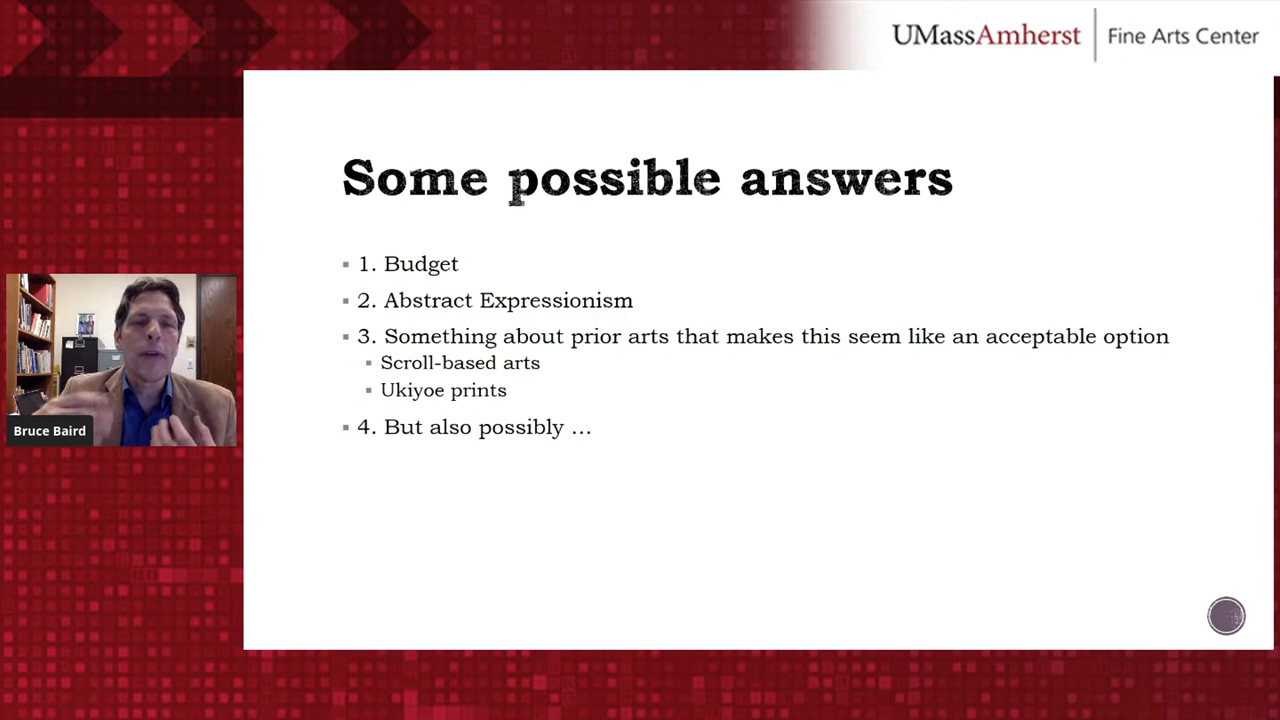 UMassAmherst | Fine Arts Center
Some possible answers
1. Budget
2. Abstract Expressionism
3. Something about prior arts that makes this seem like an acceptable option
Scroll-based arts
Ukiyoe prints
4. But also possibly …
Bruce Baird